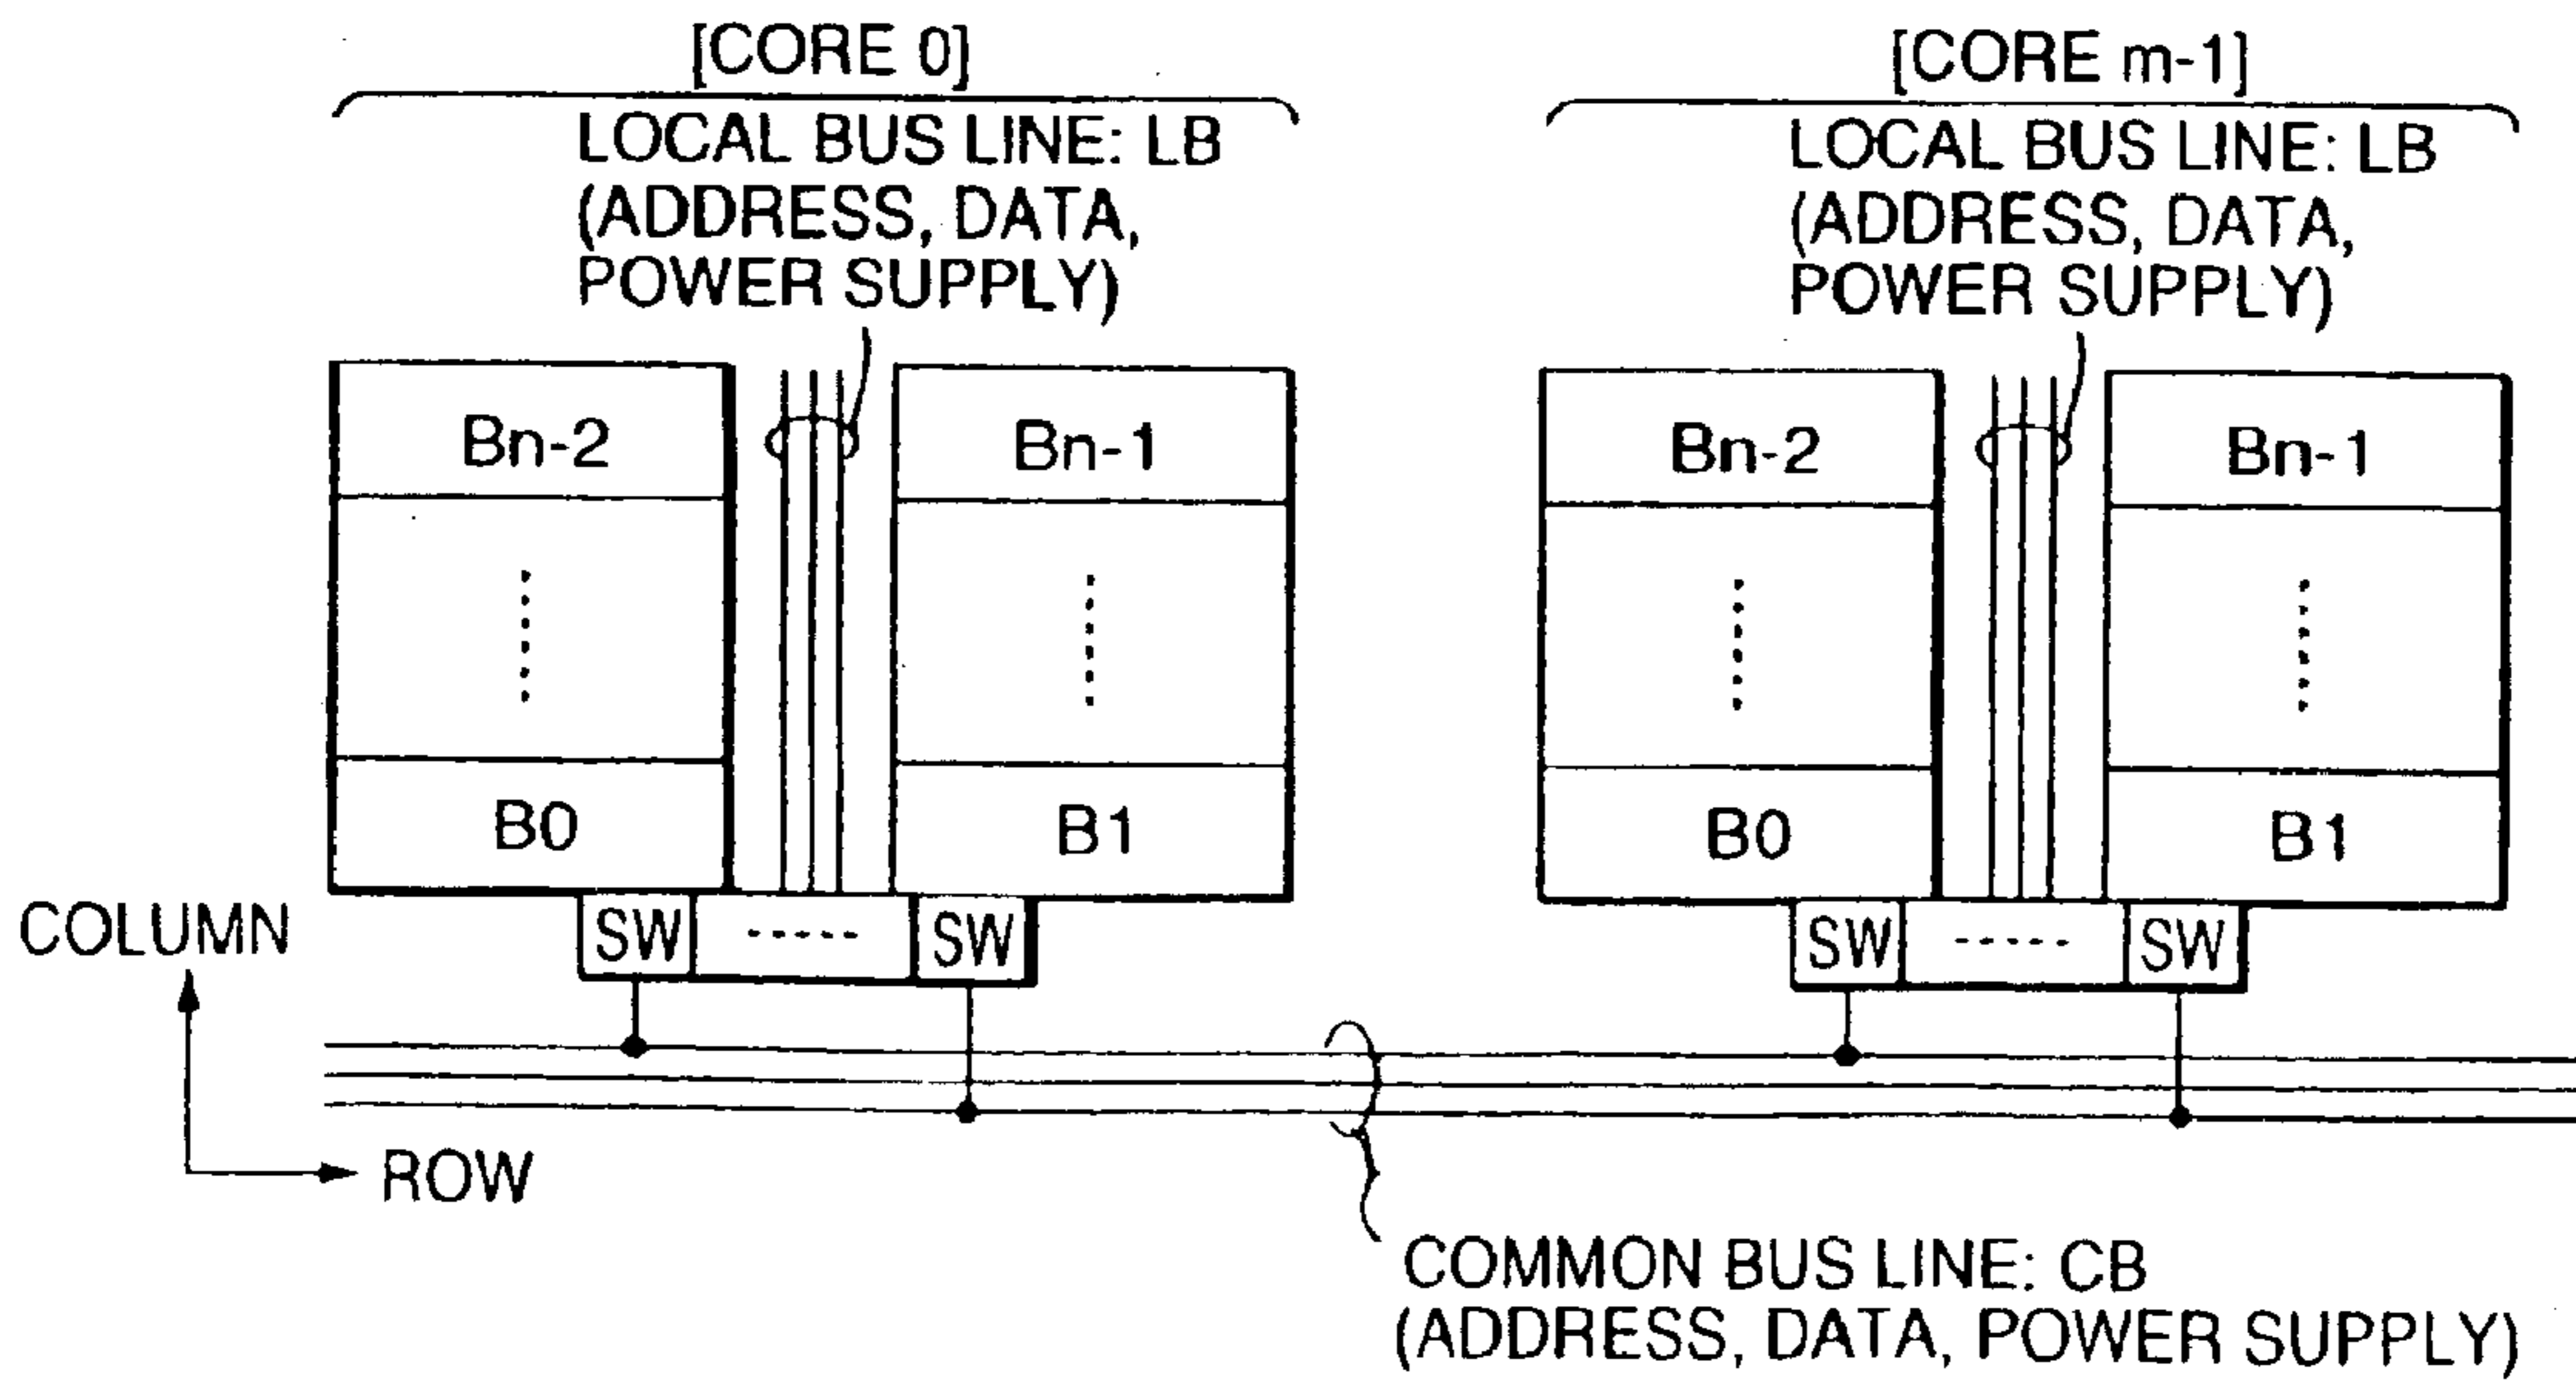 [CORE 0]
LOCAL BUS LINE: LB
(ADDRESS, DATA,
POWER SUPPLY)
Bn-2
Bn-1
B0
B1
SW
SW
[CORE m-1]
LOCAL BUS LINE: LB
(ADDRESS, DATA,
POWER SUPPLY)
Bn-2
Bn-1
B0
B1
SW
SW
COLUMN
ROW
COMMON BUS LINE: CB
(ADDRESS, DATA, POWER SUPPLY)